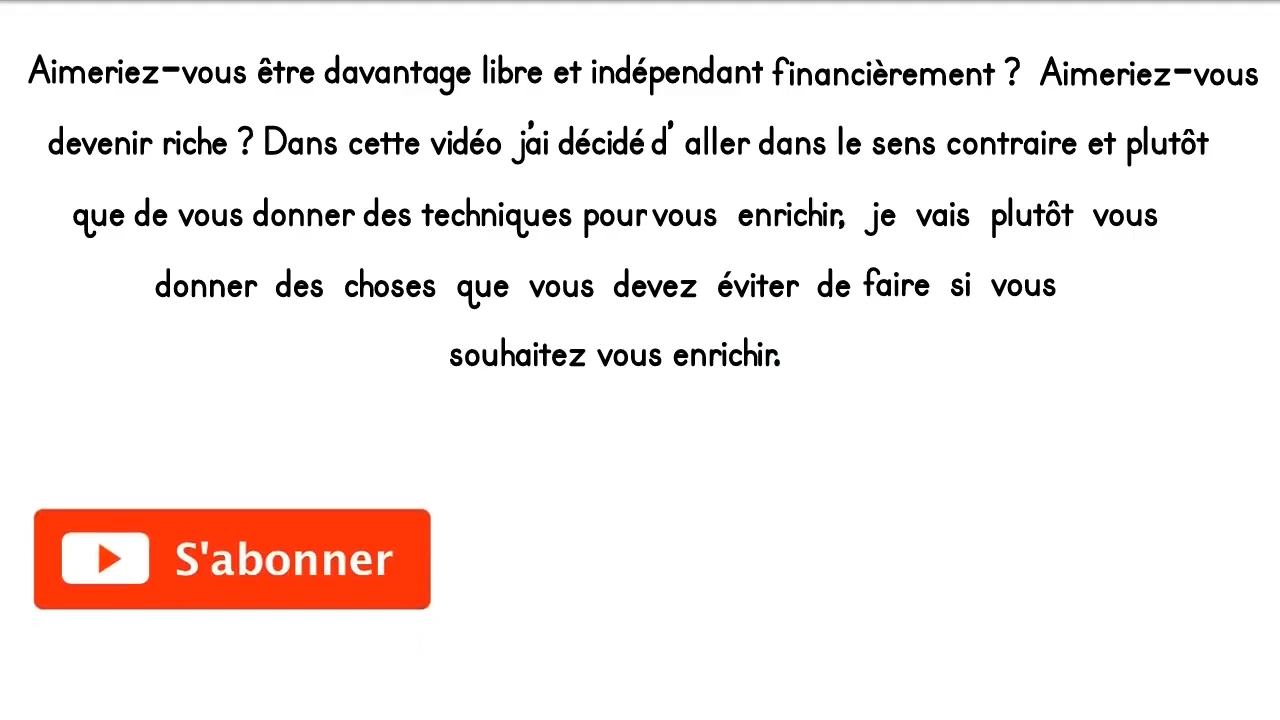 Aimeriez-vous être davantage libre et indépendant financièrement ? Aimeriez-vous
devenir riche ? Dans cette vidéo j'ai décidé d' aller dans le sens contraire et plutôt
que de vous donner des techniques pour vous enrichir, je vais plutôt vous
donner des choses que vous devez éviter de faire si vous
souhaitez vous enrichir.
S'abonner